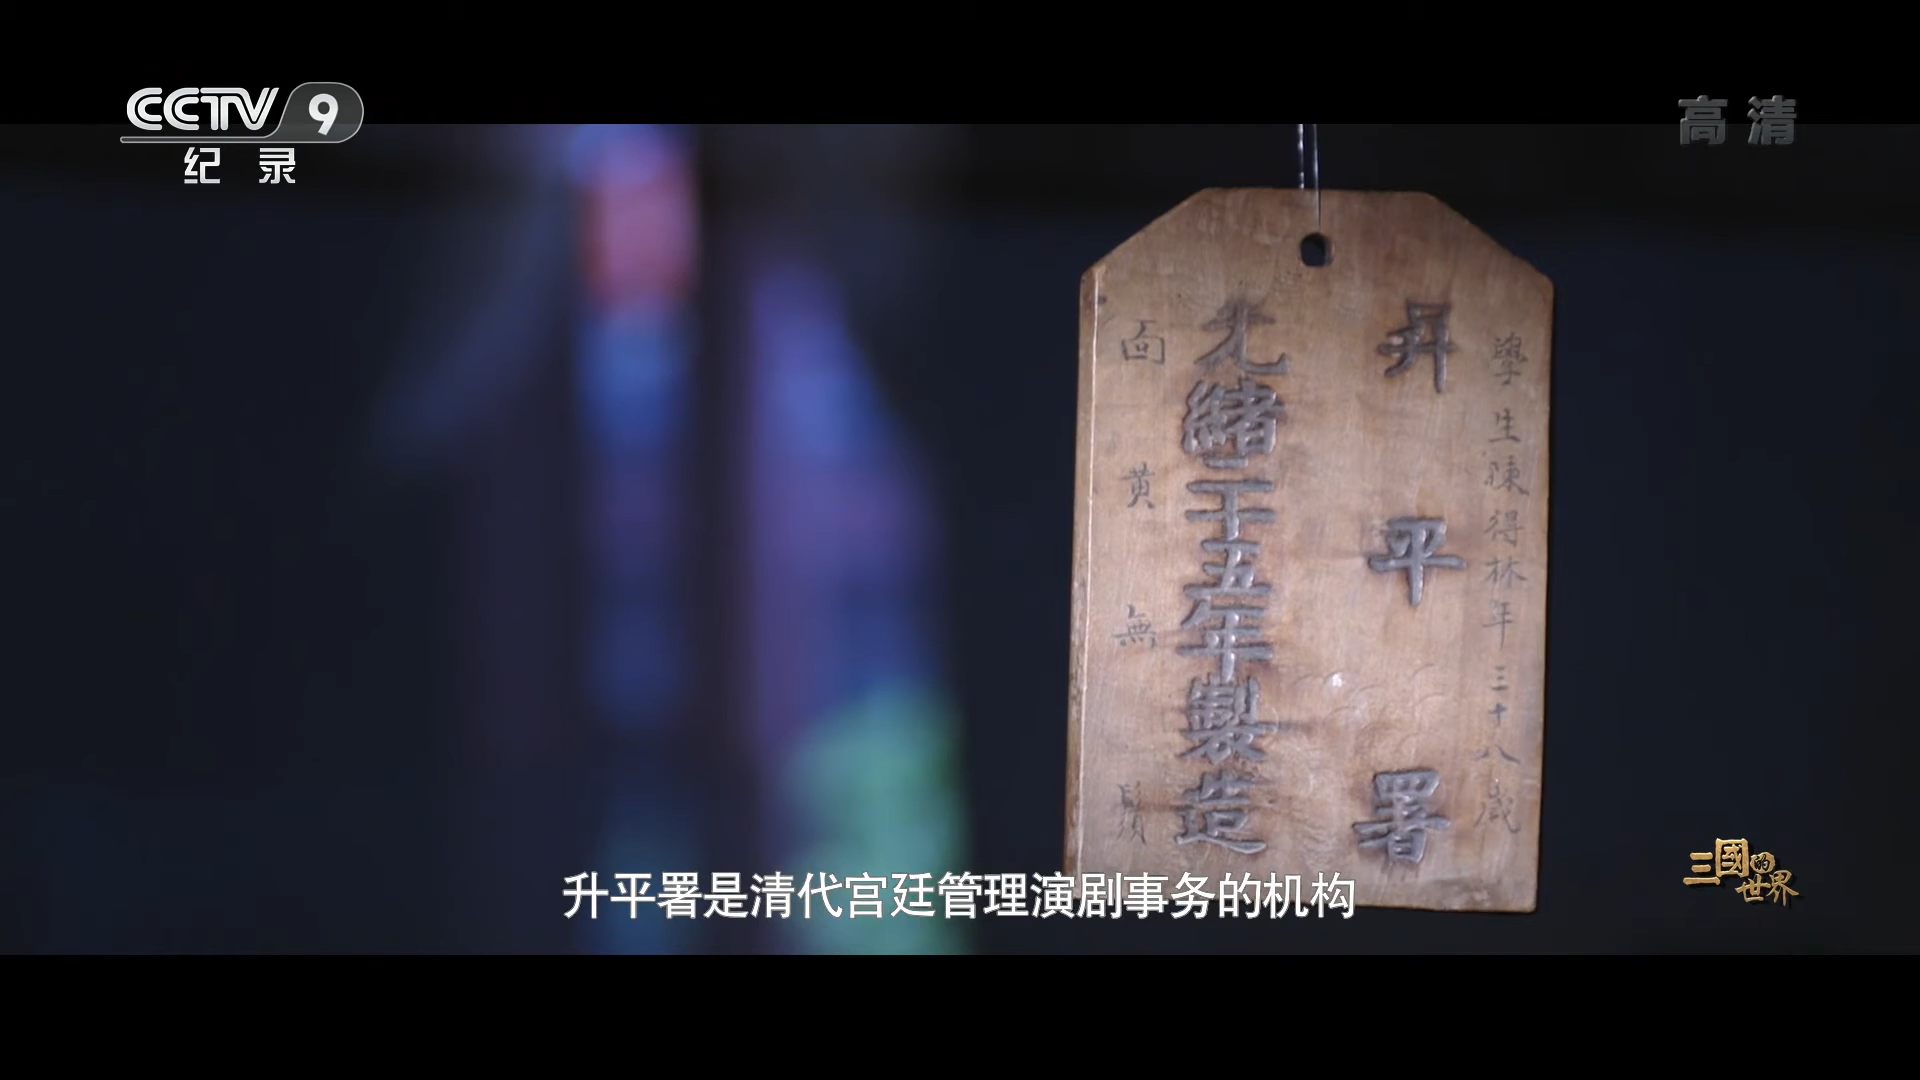 CCTV 9
纪录
高清
學生陳得林年三十八歲
昇平署
光緒二十五年製造
面黄無鬚
三國的世界
升平署是清代宫廷管理演剧事务的机构